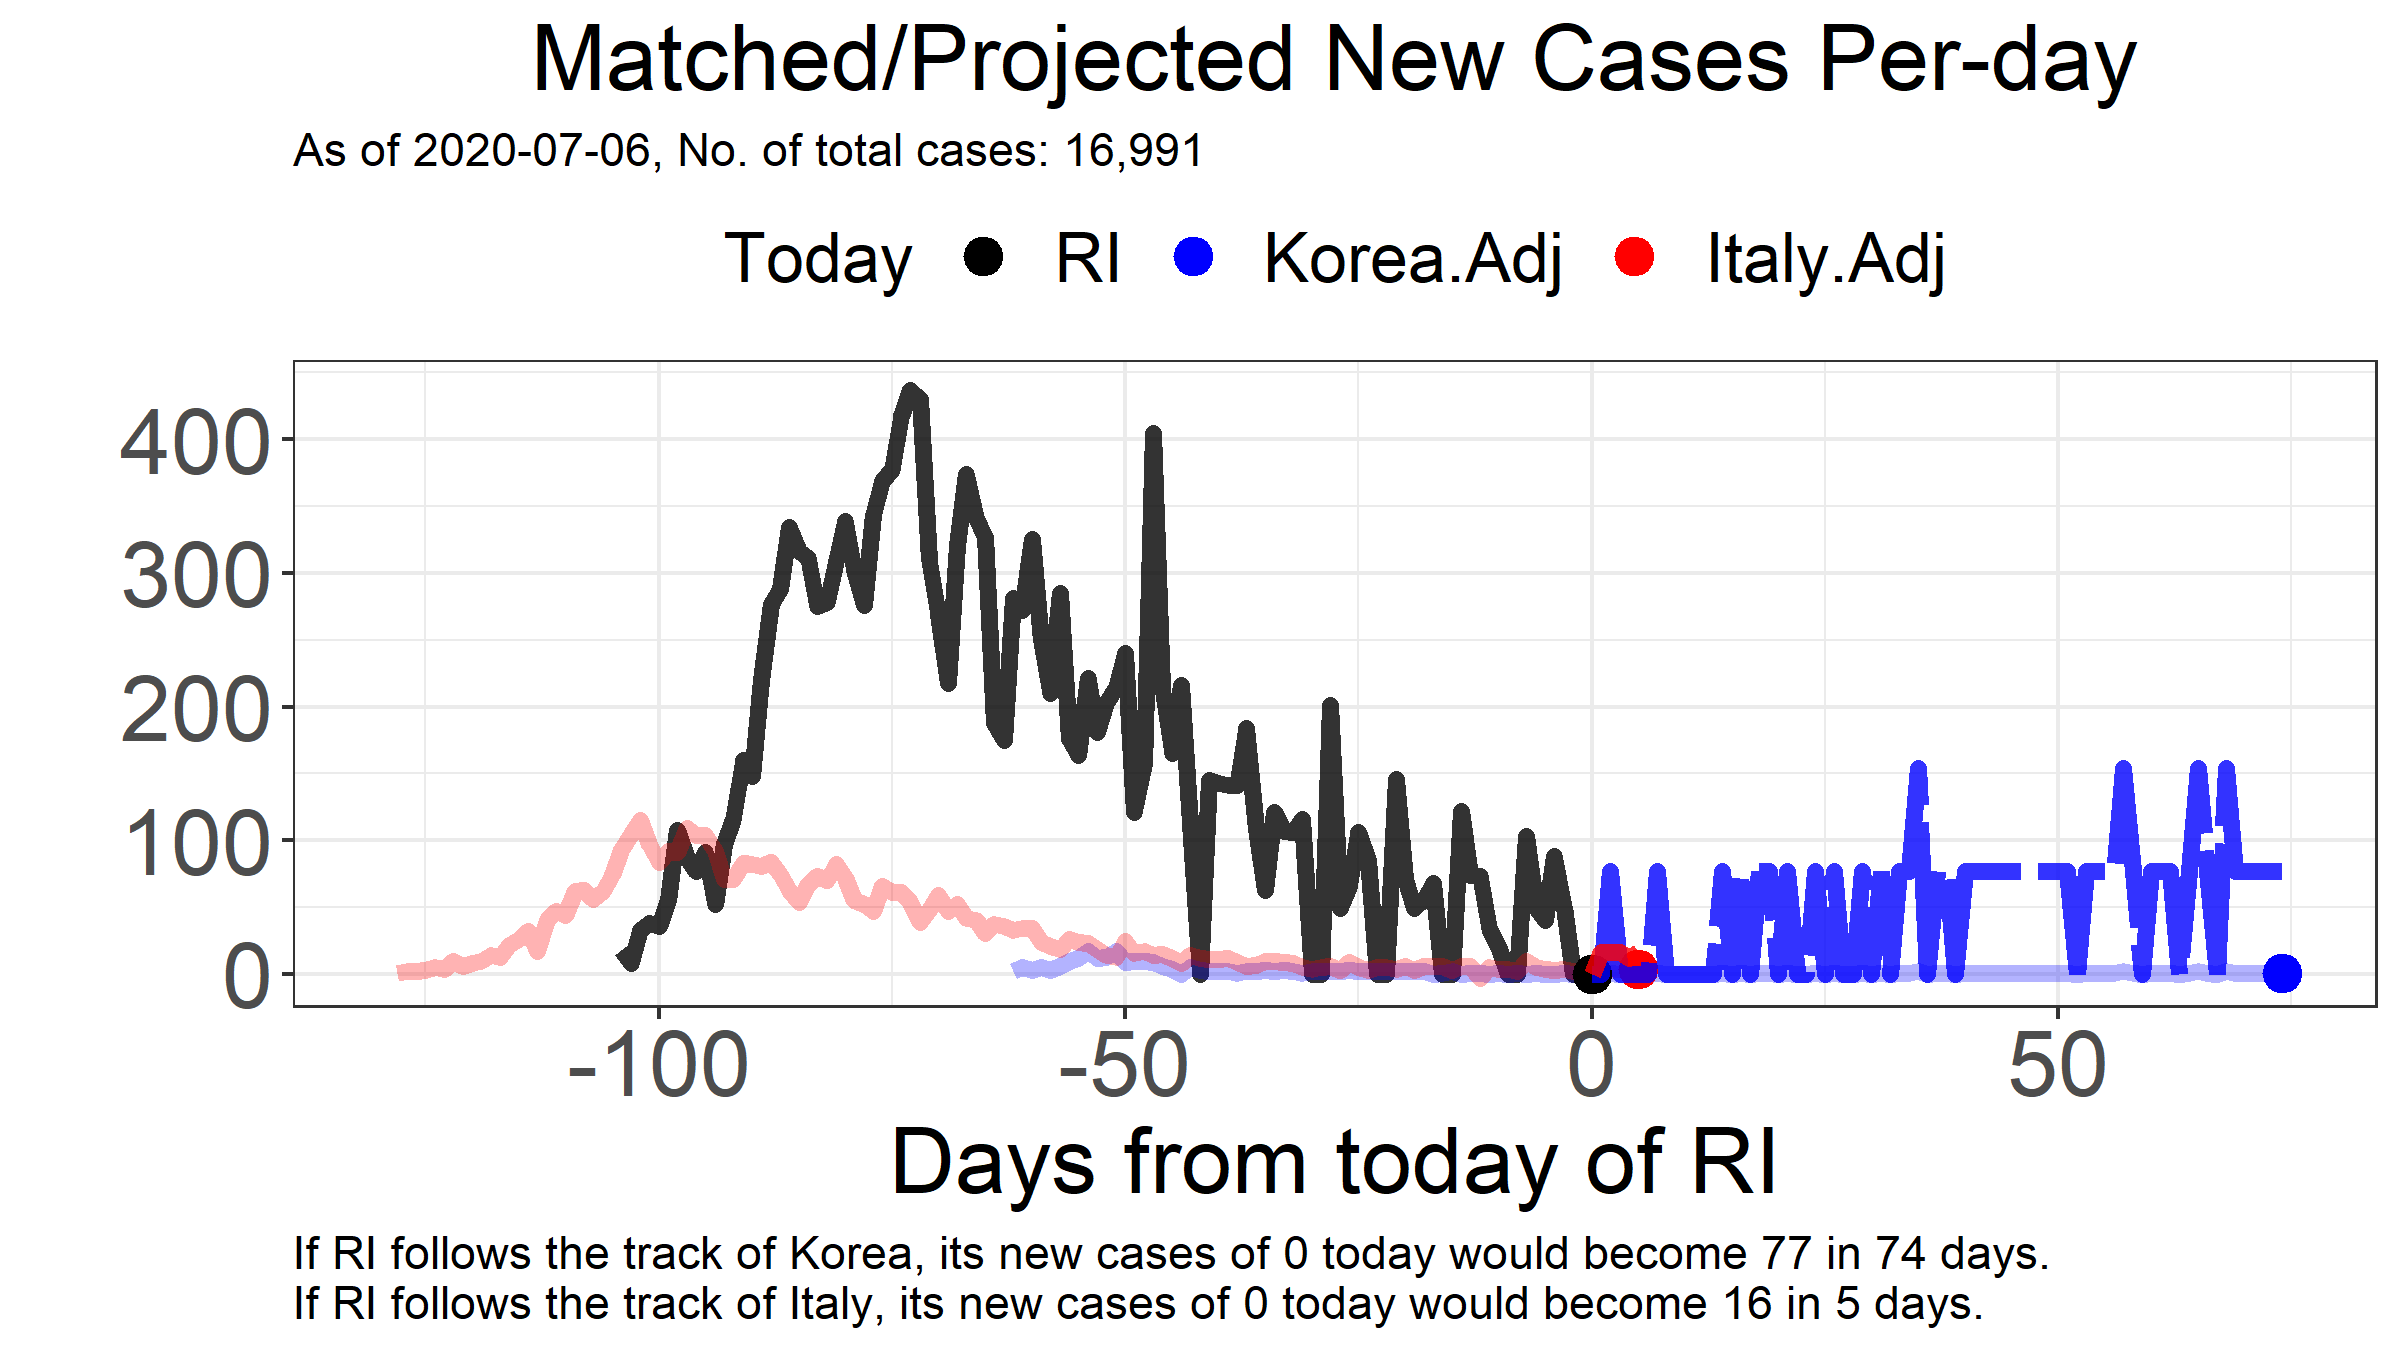 Matched/Projected New Cases Per-day
As of 2020-07-06, No. of total cases: 16,991
Today RI Korea.Adj Italy.Adj
400
300
200
100
0
-100 -50 0 50
Days from today of RI
If RI follows the track of Korea, its new cases of 0 today would become 77 in 74 days.
If RI follows the track of Italy, its new cases of 0 today would become 16 in 5 days.